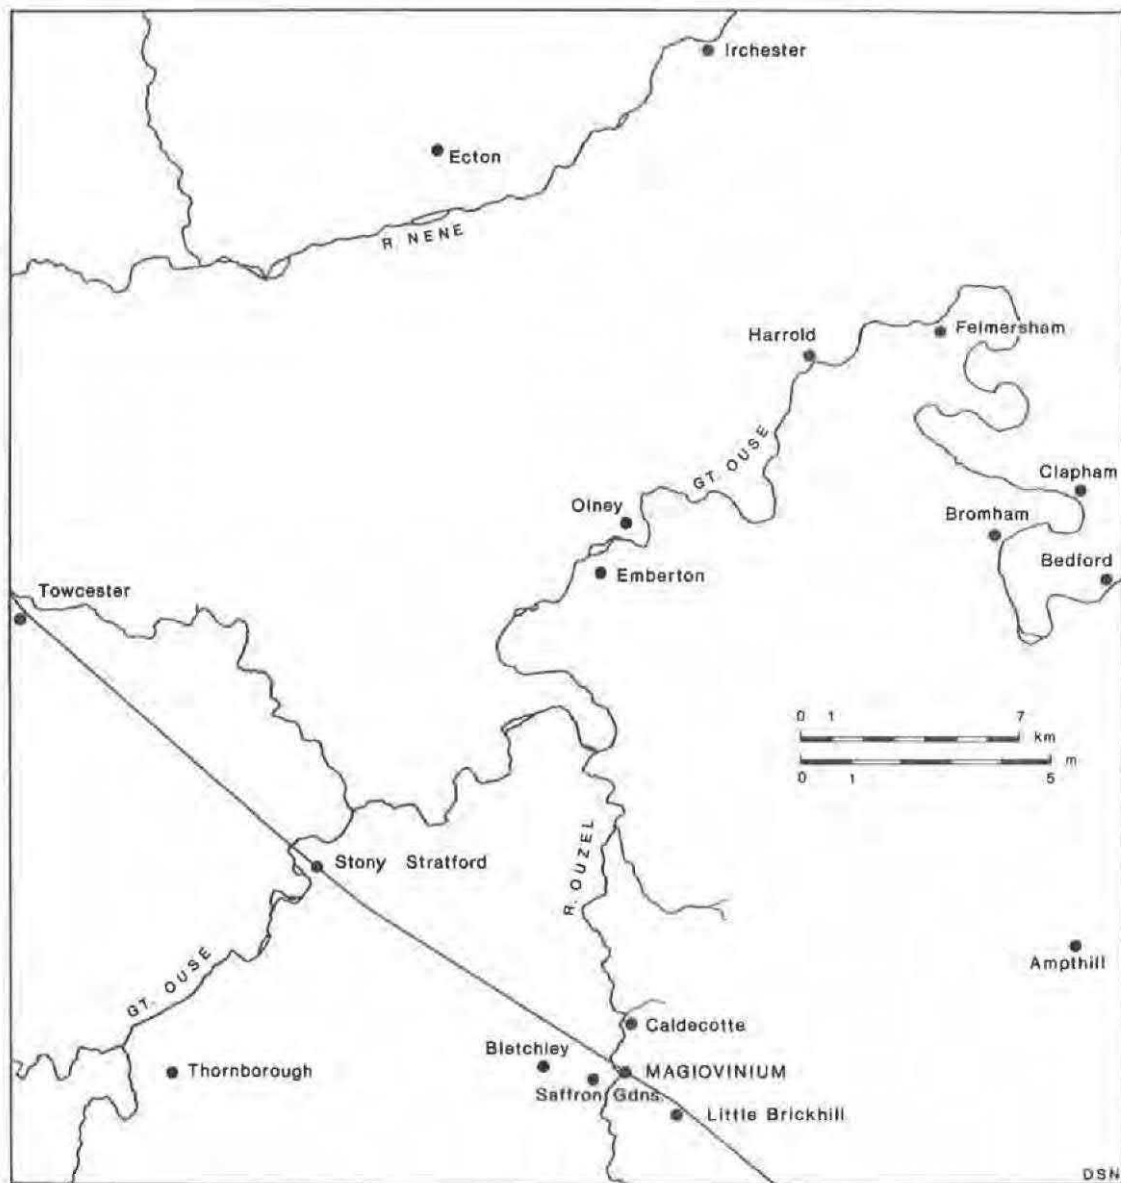 Irchester
Ecton
R. NENE
Harrold
Felmersham
GT. OUSE
Clapham
Olney
Bromham
Emberton
Bedford
Towcester
0 1 7
km
m
0 1 5
Stony Stratford
R. OUZEL
GT. OUSE
Ampthill
Caldecotte
Bletchley
Thornborough
MAGIOVINIUM
Saffron Gdns.
Little Brickhill
DSN